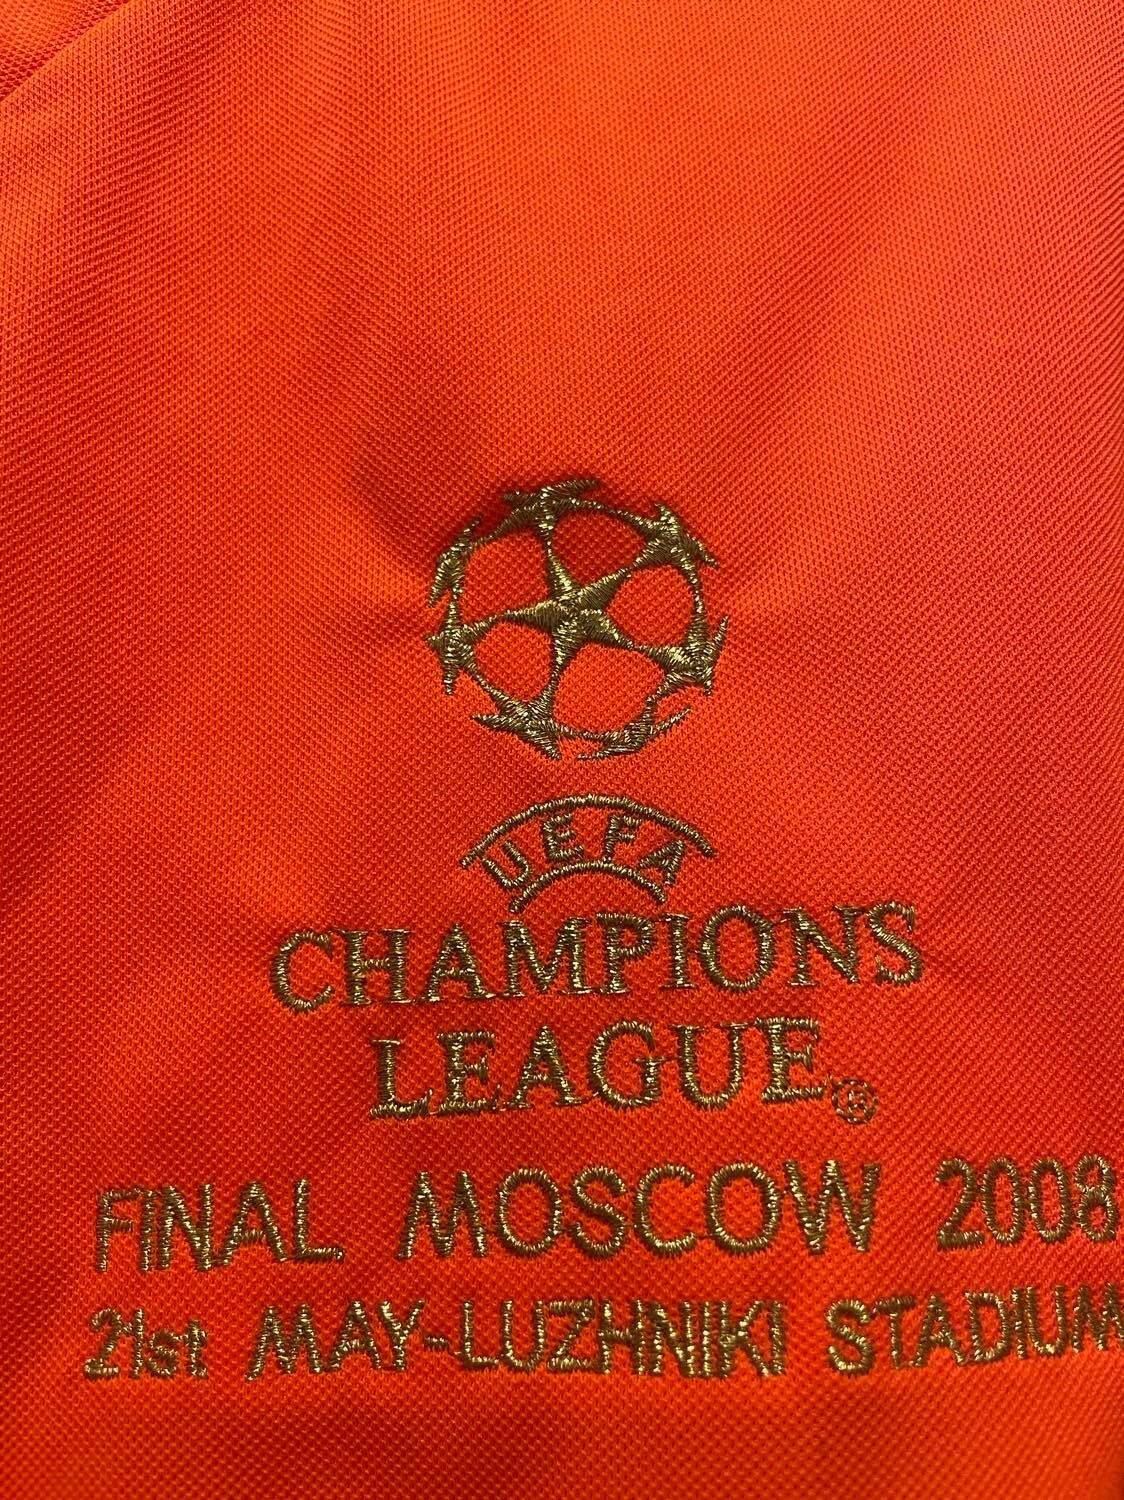 UEFA
CHAMPIONS
LEAGUE®
FINAL MOSCOW 2008
21st MAY-LUZHNIKI STADIUM